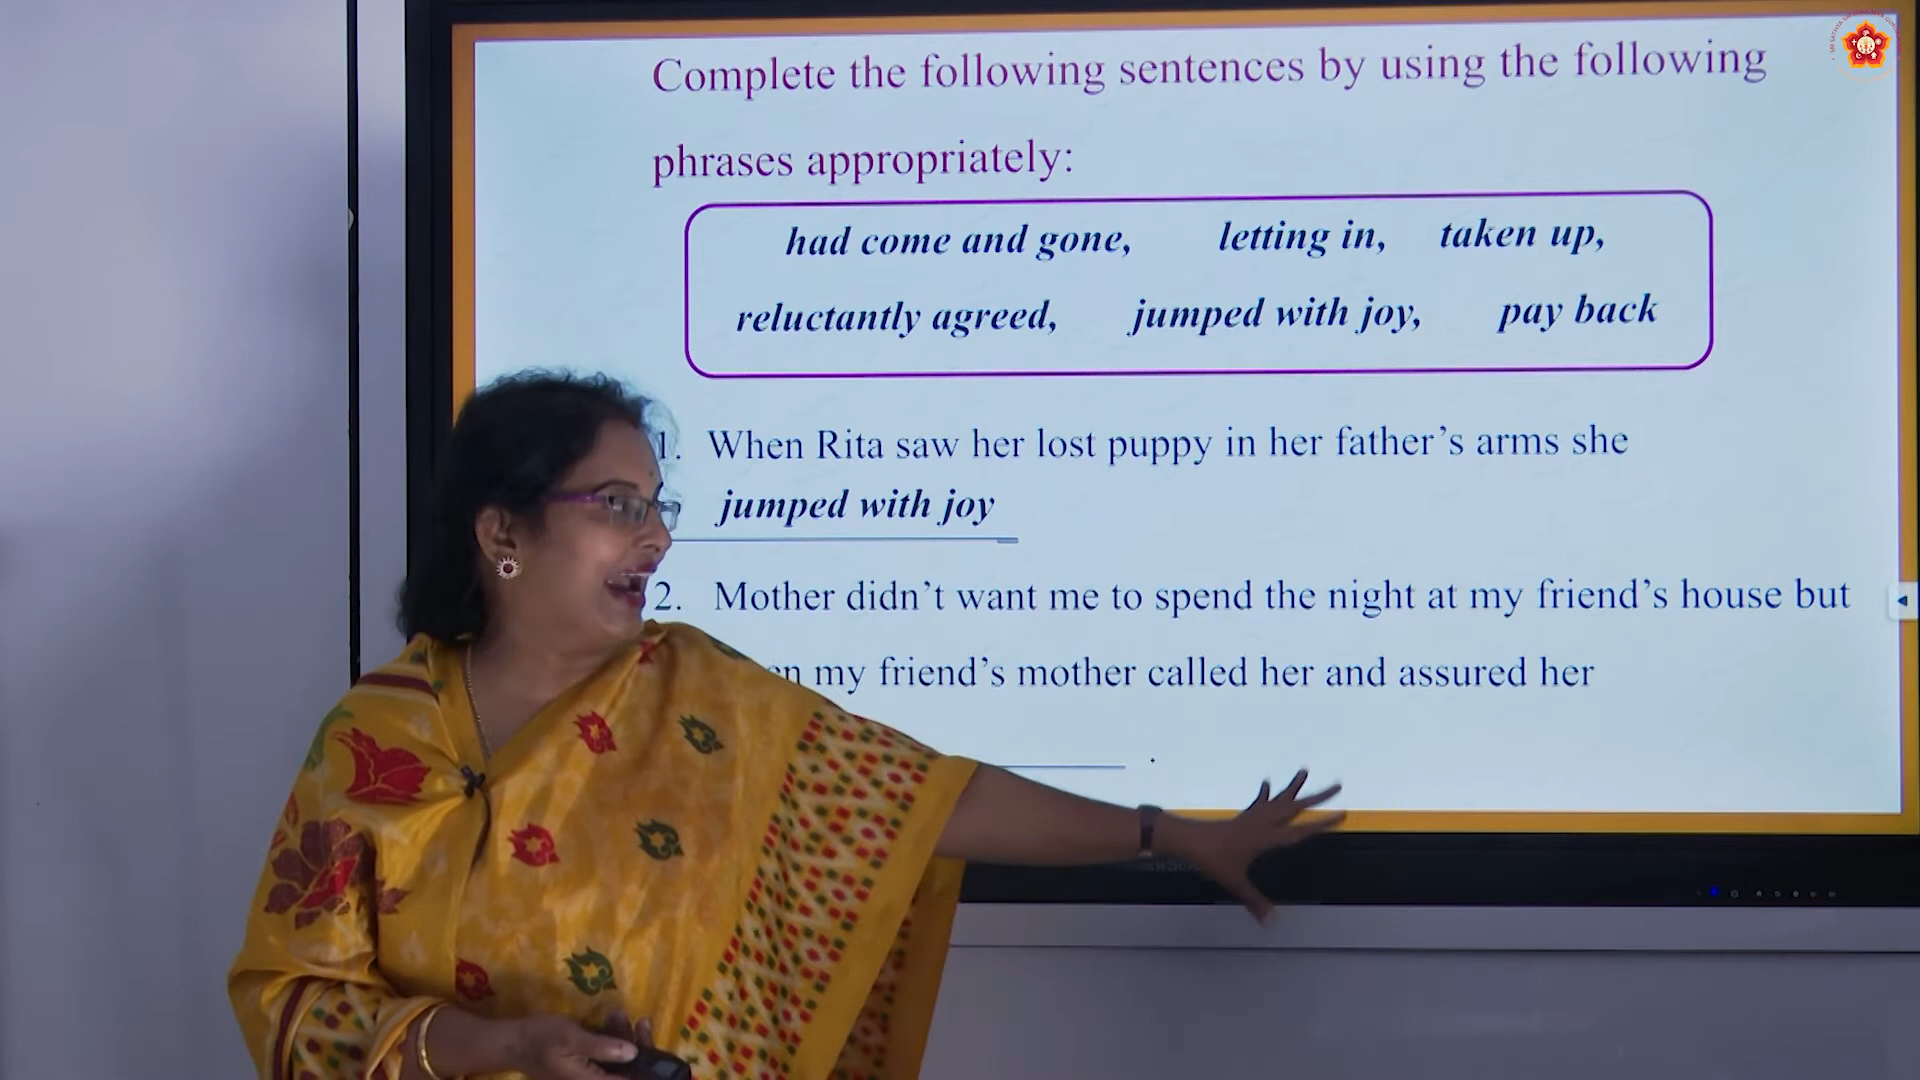 Complete the following sentences by using the following
phrases appropriately:
had come and gone, letting in, taken up,
reluctantly agreed, jumped with joy, pay back
1. When Rita saw her lost puppy in her father’s arms she
jumped with joy
2. Mother didn’t want me to spend the night at my friend’s house but
my friend’s mother called her and assured her
.